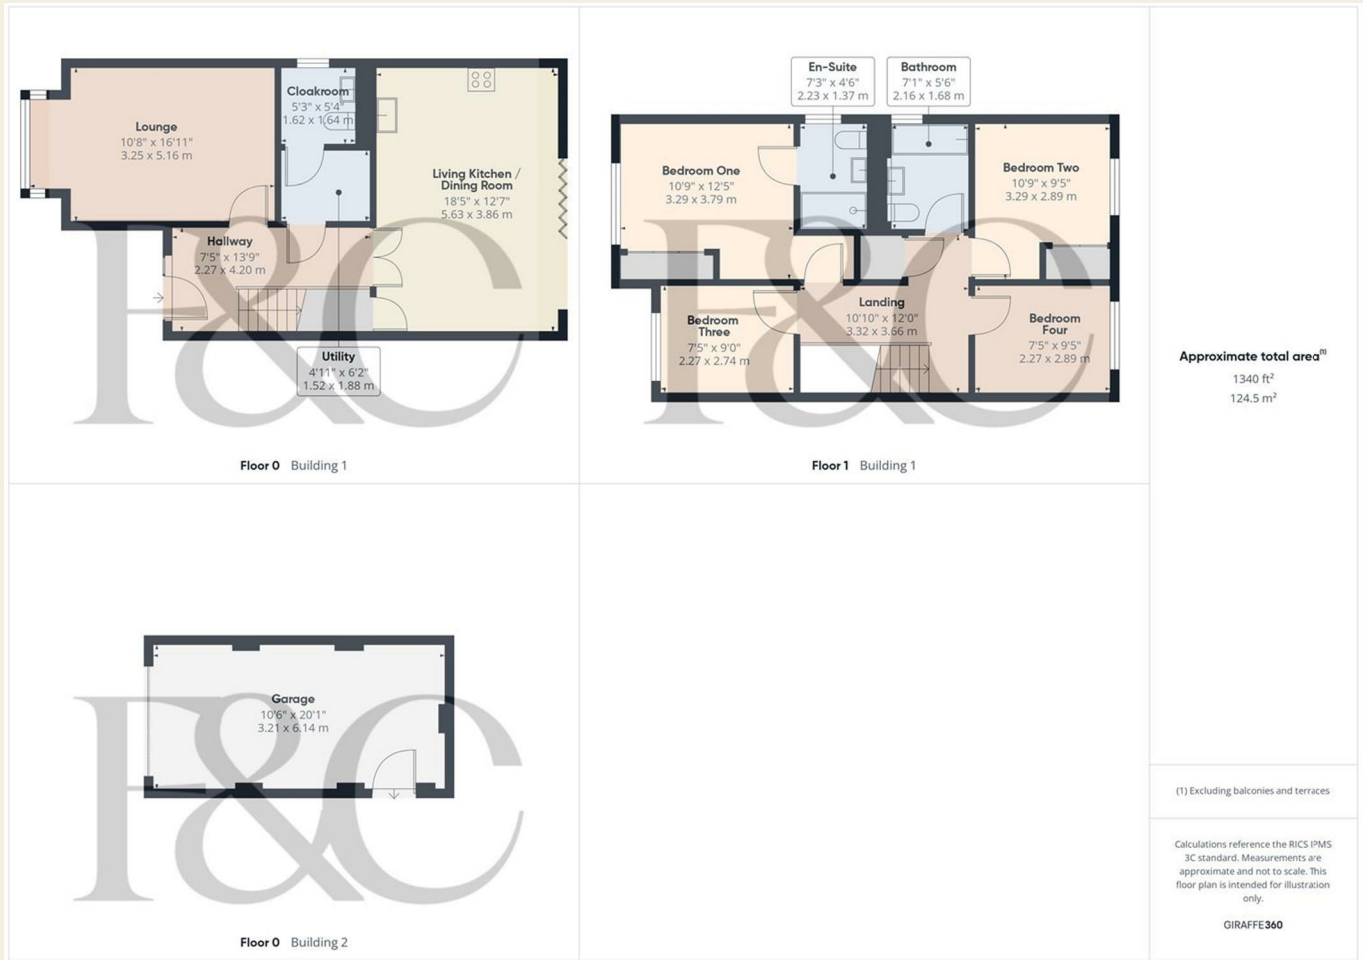 Lounge
10'8" x 16'11"
3.25 x 5.16 m
Cloakroom
5'3" x 5'4"
1.62 x 1.64 m
Living Kitchen /
Dining Room
18'5" x 12'7"
5.63 x 3.86 m
Hallway
7'5" x 13'9"
2.27 x 4.20 m
Utility
4'11" x 6'2"
1.52 x 1.88 m
F&C
Floor 0 Building 1
En-Suite
7'3" x 4'6"
2.23 x 1.37 m
Bathroom
7'1" x 5'6"
2.16 x 1.68 m
Bedroom One
10'9" x 12'5"
3.29 x 3.79 m
Bedroom Two
10'9" x 9'5"
3.29 x 2.89 m
Landing
10'10" x 12'0"
3.32 x 3.66 m
Bedroom
Three
7'5" x 9'0"
2.27 x 2.74 m
Bedroom
Four
7'5" x 9'5"
2.27 x 2.89 m
F&C
Floor 1 Building 1
Garage
10'6" x 20'1"
3.21 x 6.14 m
F&C
Floor 0 Building 2
Approximate total area⁽¹⁾
1340 ft²
124.5 m²
(1) Excluding balconies and terraces
Calculations reference the RICS IPMS
3C standard. Measurements are
approximate and not to scale. This
floor plan is intended for illustration
only.
GIRAFFE360